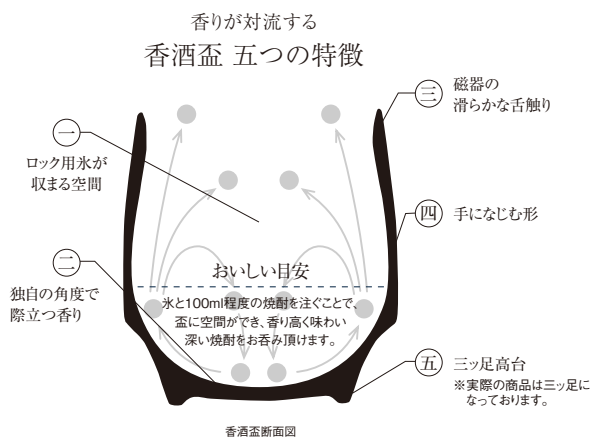 香りが対流する
香酒盃 五つの特徴
一
ロック用氷が
収まる空間
二
独自の角度で
際立つ香り
三
磁器の
滑らかな舌触り
四
手になじむ形
五
三ッ足高台
※実際の商品は三ッ足に
なっております。
おいしい目安
氷と100ml程度の焼酎を注ぐことで、
盃に空間ができ、香り高く味わい
深い焼酎をお呑み頂けます。
香酒盃断面図